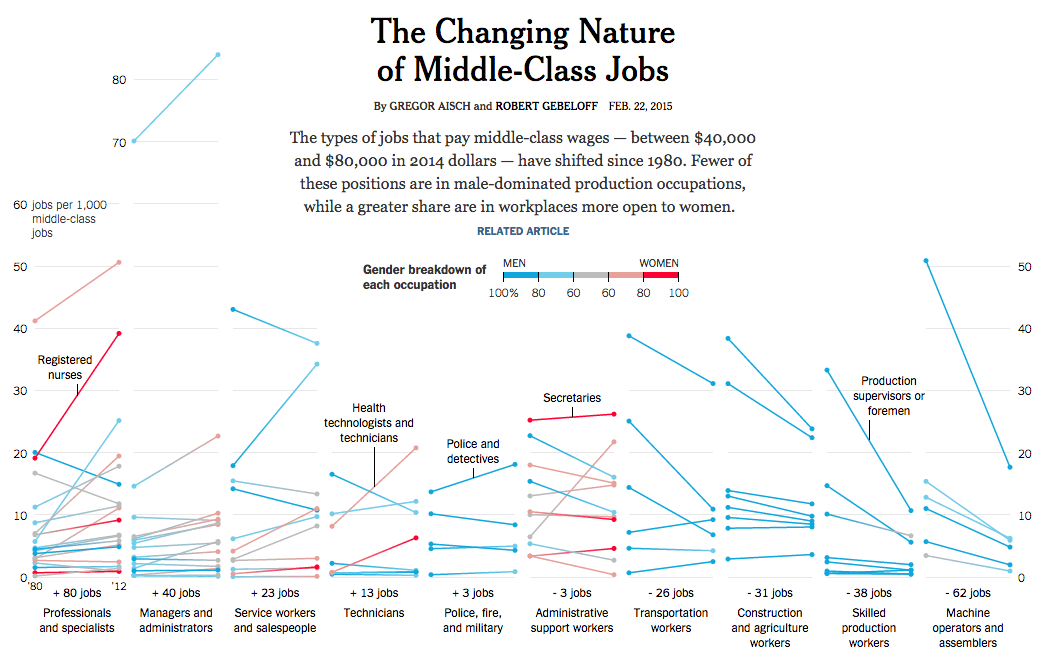 The Changing Nature
of Middle-Class Jobs
By GREGOR AISCH and ROBERT GEBELOFF FEB. 22, 2015
The types of jobs that pay middle-class wages — between $40,000
and $80,000 in 2014 dollars — have shifted since 1980. Fewer of
these positions are in male-dominated production occupations,
while a greater share are in workplaces more open to women.
RELATED ARTICLE
Gender breakdown of
each occupation
MEN WOMEN
100% 80 60 60 80 100
80
70
60 jobs per 1,000
middle-class
jobs
50
40
30
20
10
0
50
40
30
20
10
0
Registered
nurses
Health
technologists and
technicians
Police and
detectives
Secretaries
Production
supervisors or
foremen
'80 '12
+ 80 jobs
Professionals
and specialists
+ 40 jobs
Managers and
administrators
+ 23 jobs
Service workers
and salespeople
+ 13 jobs
Technicians
+ 3 jobs
Police, fire,
and military
- 3 jobs
Administrative
support workers
- 26 jobs
Transportation
workers
- 31 jobs
Construction
and agriculture
workers
- 38 jobs
Skilled
production
workers
- 62 jobs
Machine
operators and
assemblers